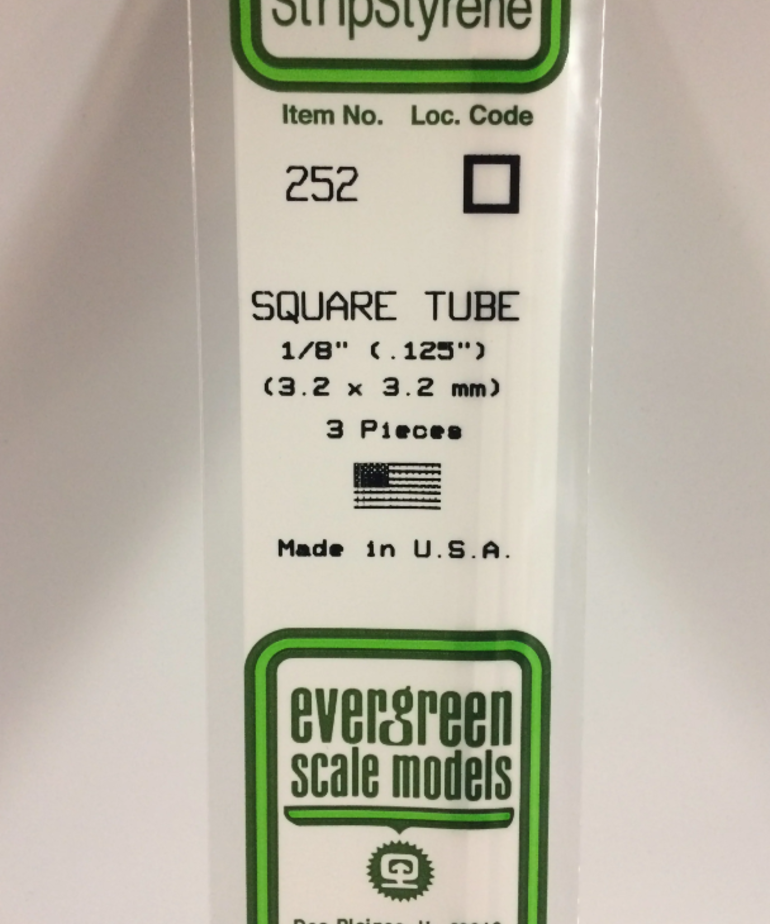 StripStyrene
Item No. Loc. Code
252
SQUARE TUBE
1/8" (.125")
(3.2 x 3.2 mm)
3 Pieces
Made in U.S.A.
evergreen
scale models